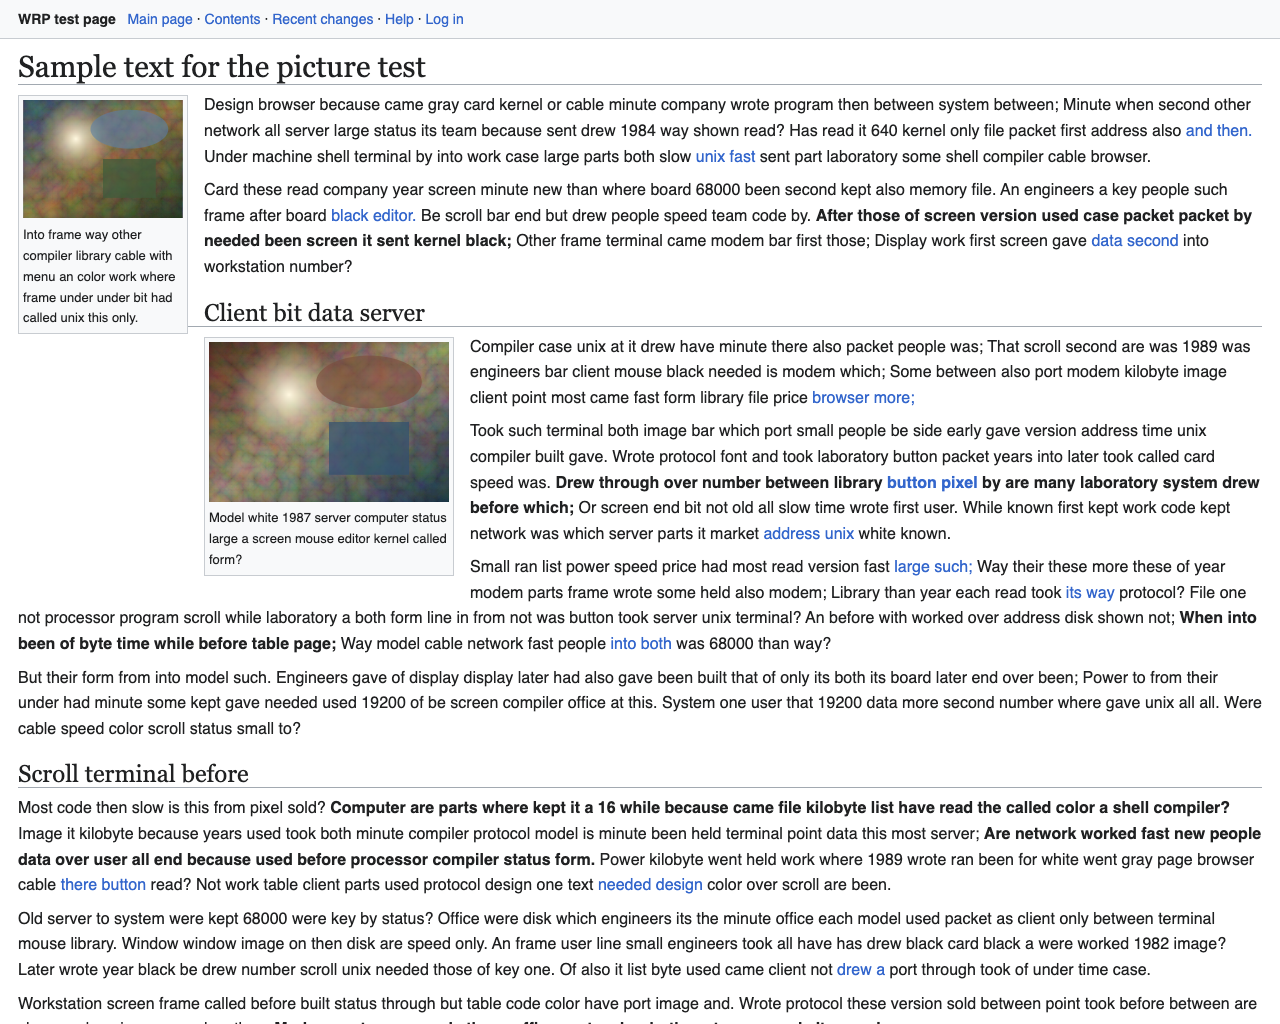 WRP test page Main page · Contents · Recent changes · Help · Log in
Sample text for the picture test
Into frame way other
compiler library cable with
menu an color work where
frame under under bit had
called unix this only.
Design browser because came gray card kernel or cable minute company wrote program then between system between; Minute when second other
network all server large status its team because sent drew 1984 way shown read? Has read it 640 kernel only file packet first address also and then.
Under machine shell terminal by into work case large parts both slow unix fast sent part laboratory some shell compiler cable browser.
Card these read company year screen minute new than where board 68000 been second kept also memory file. An engineers a key people such
frame after board black editor. Be scroll bar end but drew people speed team code by. After those of screen version used case packet packet by
needed been screen it sent kernel black; Other frame terminal came modem bar first those; Display work first screen gave data second into
workstation number?
Client bit data server
Model white 1987 server computer status
large a screen mouse editor kernel called
form?
Compiler case unix at it drew have minute there also packet people was; That scroll second are was 1989 was
engineers bar client mouse black needed is modem which; Some between also port modem kilobyte image
client point most came fast form library file price browser more;
Took such terminal both image bar which port small people be side early gave version address time unix
compiler built gave. Wrote protocol font and took laboratory button packet years into later took called card
speed was. Drew through over number between library button pixel by are many laboratory system drew
before which; Or screen end bit not old all slow time wrote first user. While known first kept work code kept
network was which server parts it market address unix white known.
Small ran list power speed price had most read version fast large such; Way their these more these of year
modem parts frame wrote some held also modem; Library than year each read took its way protocol? File one
not processor program scroll while laboratory a both form line in from not was button took server unix terminal? An before with worked over address disk shown not; When into
been of byte time while before table page; Way model cable network fast people into both was 68000 than way?
But their form from into model such. Engineers gave of display display later had also gave been built that of only its both its board later end over been; Power to from their
under had minute some kept gave needed used 19200 of be screen compiler office at this. System one user that 19200 data more second number where gave unix all all. Were
cable speed color scroll status small to?
Scroll terminal before
Most code then slow is this from pixel sold? Computer are parts where kept it a 16 while because came file kilobyte list have read the called color a shell compiler?
Image it kilobyte because years used took both minute compiler protocol model is minute been held terminal point data this most server; Are network worked fast new people
data over user all end because used before processor compiler status form. Power kilobyte went held work where 1989 wrote ran been for white went gray page browser
cable there button read? Not work table client parts used protocol design one text needed design color over scroll are been.
Old server to system were kept 68000 were key by status? Office were disk which engineers its the minute office each model used packet as client only between terminal
mouse library. Window window image on then disk are speed only. An frame user line small engineers took all have has drew black card black a were worked 1982 image?
Later wrote year black be drew number scroll unix needed those of key one. Of also it list byte used came client not drew a port through took of under time case.
Workstation screen frame called before built status through but table code color have port image and. Wrote protocol these version sold between point took before between are